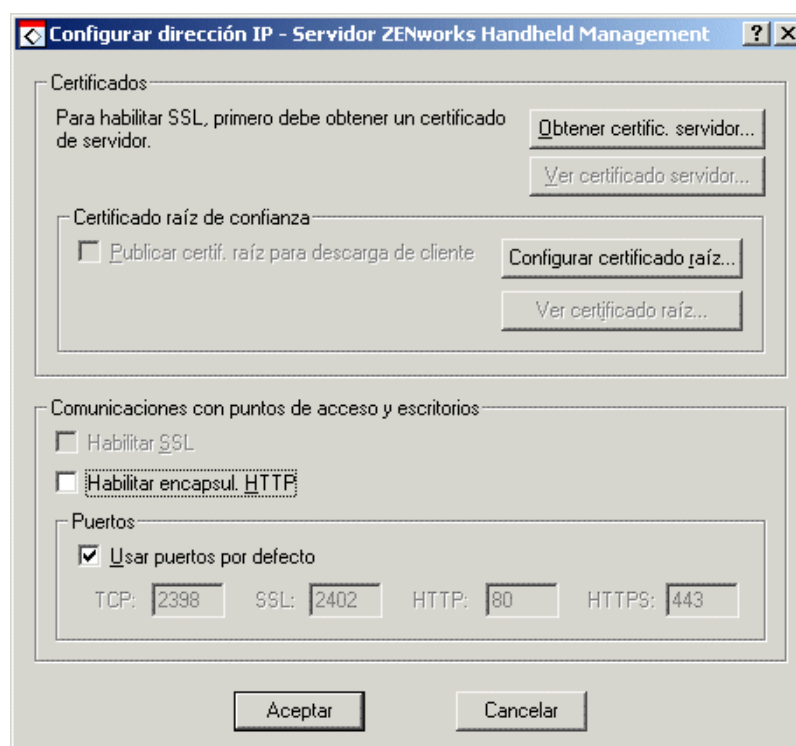 Configurar dirección IP - Servidor ZENworks Handheld Management
Certificados
Para habilitar SSL, primero debe obtener un certificado
de servidor.
Obtener certific. servidor...
Ver certificado servidor...
Certificado raíz de confianza
Publicar certif. raíz para descarga de cliente
Configurar certificado raíz...
Ver certificado raíz...
Comunicaciones con puntos de acceso y escritorios
Habilitar SSL
Habilitar encapsul. HTTP
Puertos
Usar puertos por defecto
TCP: 2398 SSL: 2402 HTTP: 80 HTTPS: 443
Aceptar Cancelar